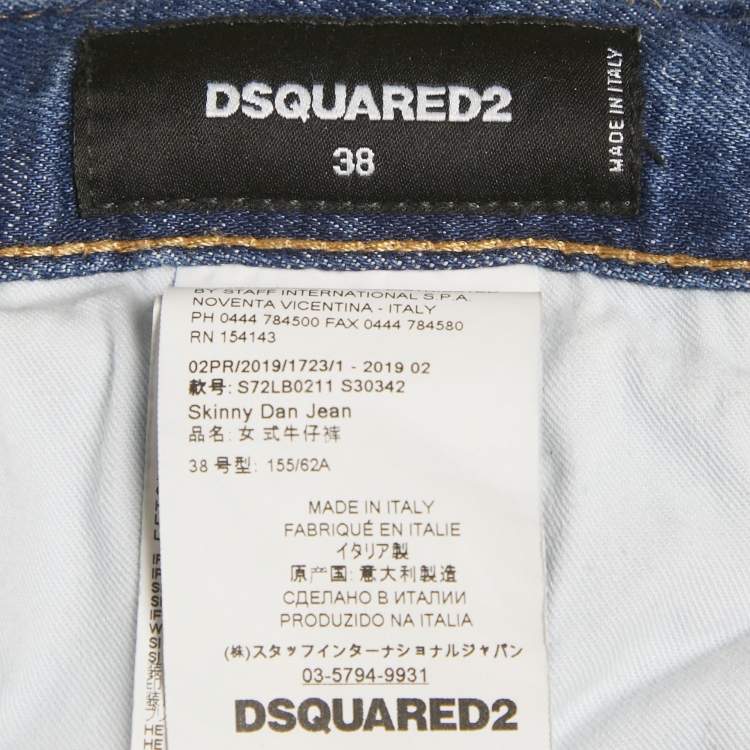 DSQUARED2
38
MADE IN ITALY
BY STAFF INTERNATIONAL S.P.A.
NOVENTA VICENTINA - ITALY
PH 0444 784500 FAX 0444 784580
RN 154143
02PR/2019/1723/1 - 2019 02
款号: S72LB0211 S30342
Skinny Dan Jean
品名: 女 式牛仔裤
38 号型: 155/62A
MADE IN ITALY
FABRIQUÉ EN ITALIE
イタリア製
原产国: 意大利製造
СДЕЛАНО В ИТАЛИИ
PRODUZIDO NA ITALIA
(株)スタッフインターナショナルジャパン
03-5794-9931
DSQUARED2